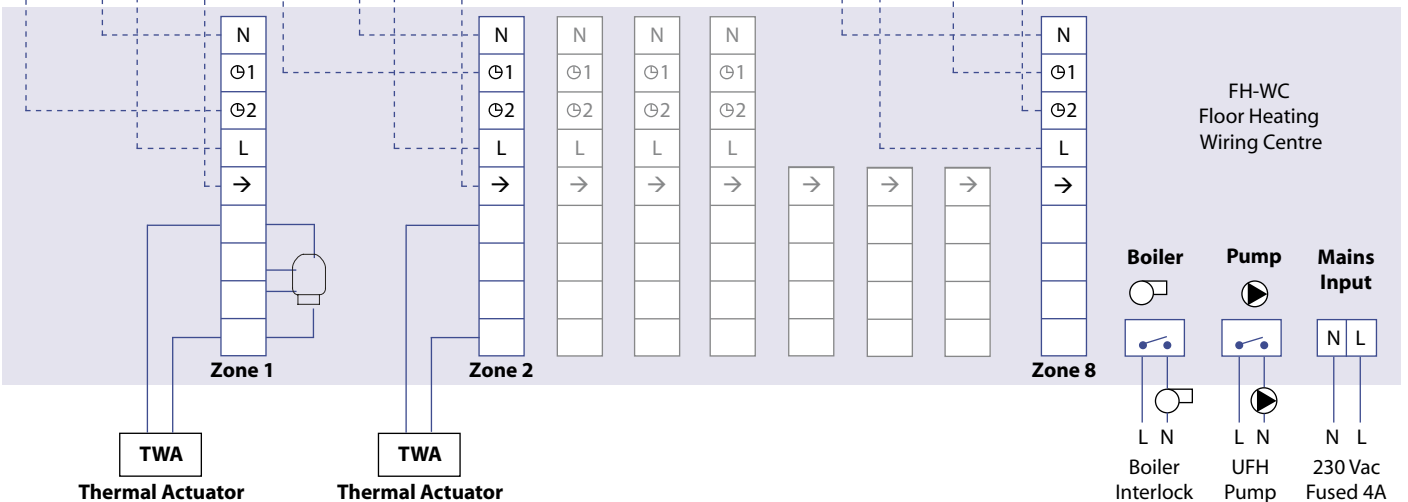 N N N N N N
◷1 ◷1 ◷1 ◷1 ◷1 ◷1
◷2 ◷2 ◷2 ◷2 ◷2 ◷2
L L L L L L
→ → → → → → → → →
FH-WC
Floor Heating
Wiring Centre
Boiler Pump Mains
Input
N L
Zone 1 Zone 2 Zone 8
TWA TWA
Thermal Actuator Thermal Actuator
L N L N N L
Boiler UFH 230 Vac
Interlock Pump Fused 4A